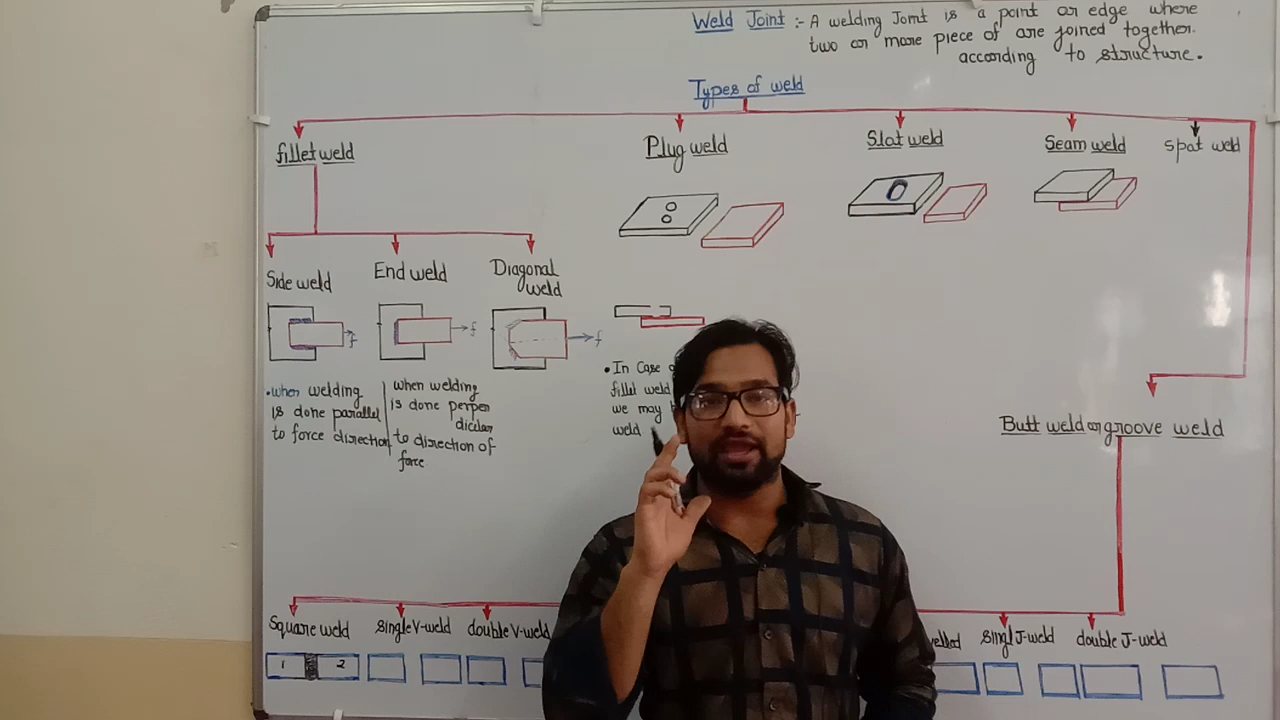 Weld Joint :- A welding Joint is a point or edge where
two or more piece of are joined together.
according to structure.
Types of weld
fillet weld
Plug weld
Slot weld
Seam weld
spat weld
Side weld
End weld
Diagonal
weld
f
f
f
• when welding
is done parallel
to force direction
when welding
is done perpen
dicular
to direction of
force
• In Case
fillet weld
we may
weld
Butt weld or groove weld
Square weld
single V-weld
double V-weld
singl J-weld
double J-weld
1
2